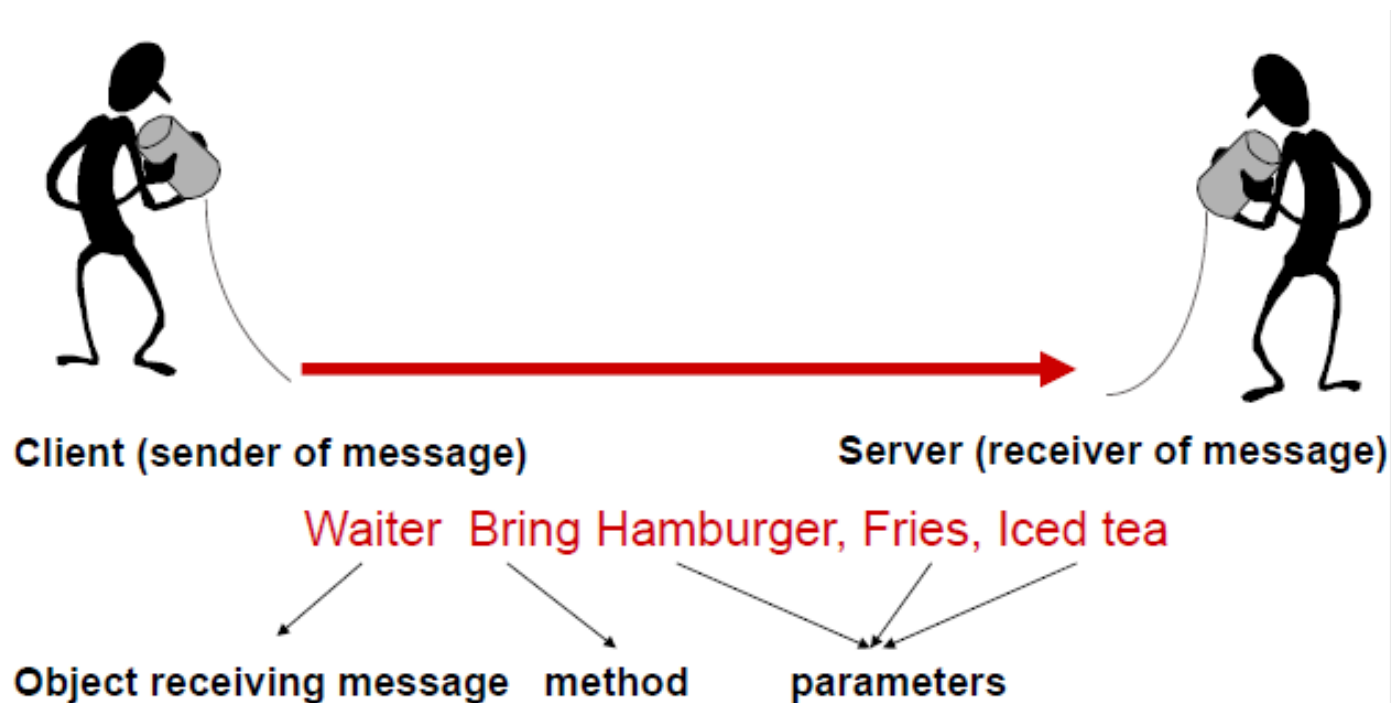 Client (sender of message) Server (receiver of message)
Waiter Bring Hamburger, Fries, Iced tea
Object receiving message method parameters